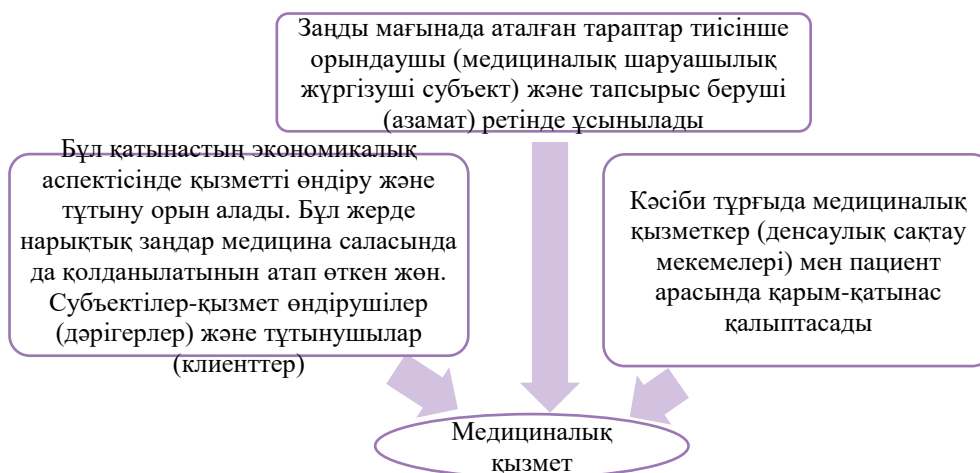 Заңды мағынада аталған тараптар тиісінше
орындаушы (медициналық шаруашылық
жүргізуші субъект) және тапсырыс беруші
(азамат) ретінде ұсынылады
Бұл қатынастың экономикалық
аспектісінде қызметті өндіру және
тұтыну орын алады. Бұл жерде
нарықтық заңдар медицина саласында
да қолданылатынын атап өткен жөн.
Субъектілер-қызмет өндірушілер
(дәрігерлер) және тұтынушылар
(клиенттер)
Кәсіби тұрғыда медициналық
қызметкер (денсаулық сақтау
мекемелері) мен пациент
арасында қарым-қатынас
қалыптасады
Медициналық
қызмет